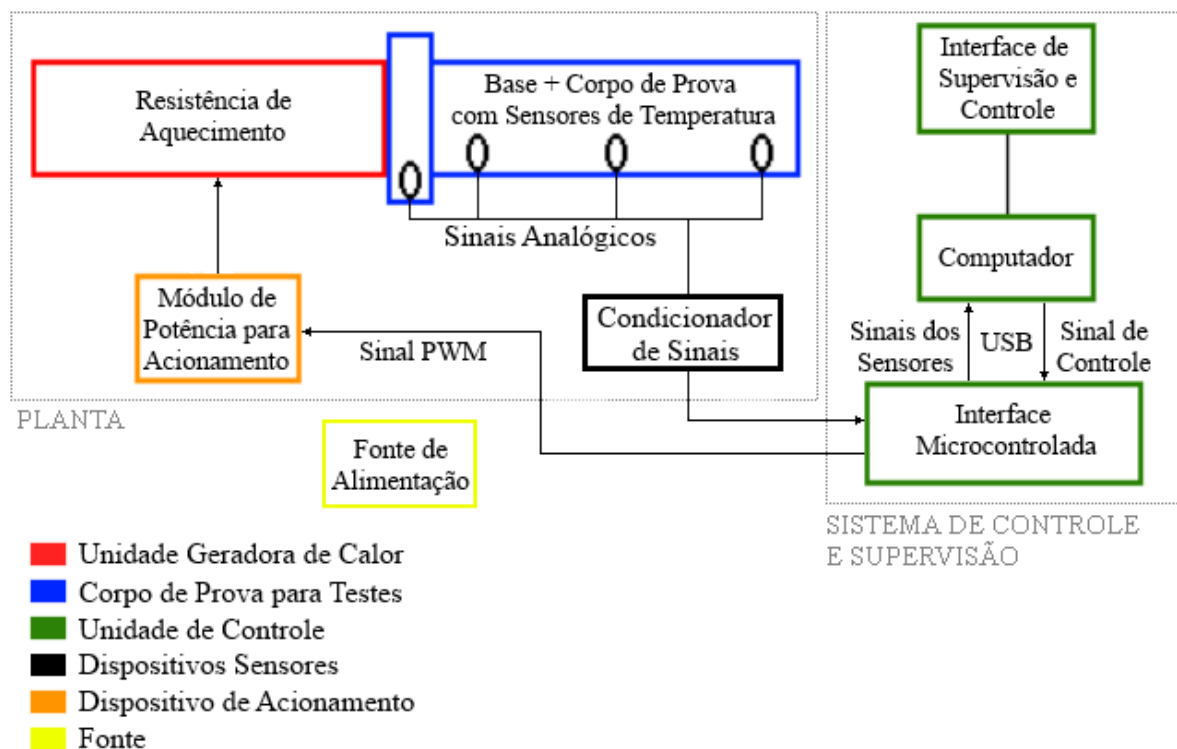 Resistência de
Aquecimento
Base + Corpo de Prova
com Sensores de Temperatura
Sinais Analógicos
Módulo de
Potência para
Acionamento
Sinal PWM
Condicionador
de Sinais
PLANTA
Fonte de
Alimentação
Interface de
Supervisão e
Controle
Computador
Sinais dos
Sensores
USB
Sinal de
Controle
Interface
Microcontrolada
SISTEMA DE CONTROLE
E SUPERVISÃO
Unidade Geradora de Calor
Corpo de Prova para Testes
Unidade de Controle
Dispositivos Sensores
Dispositivo de Acionamento
Fonte